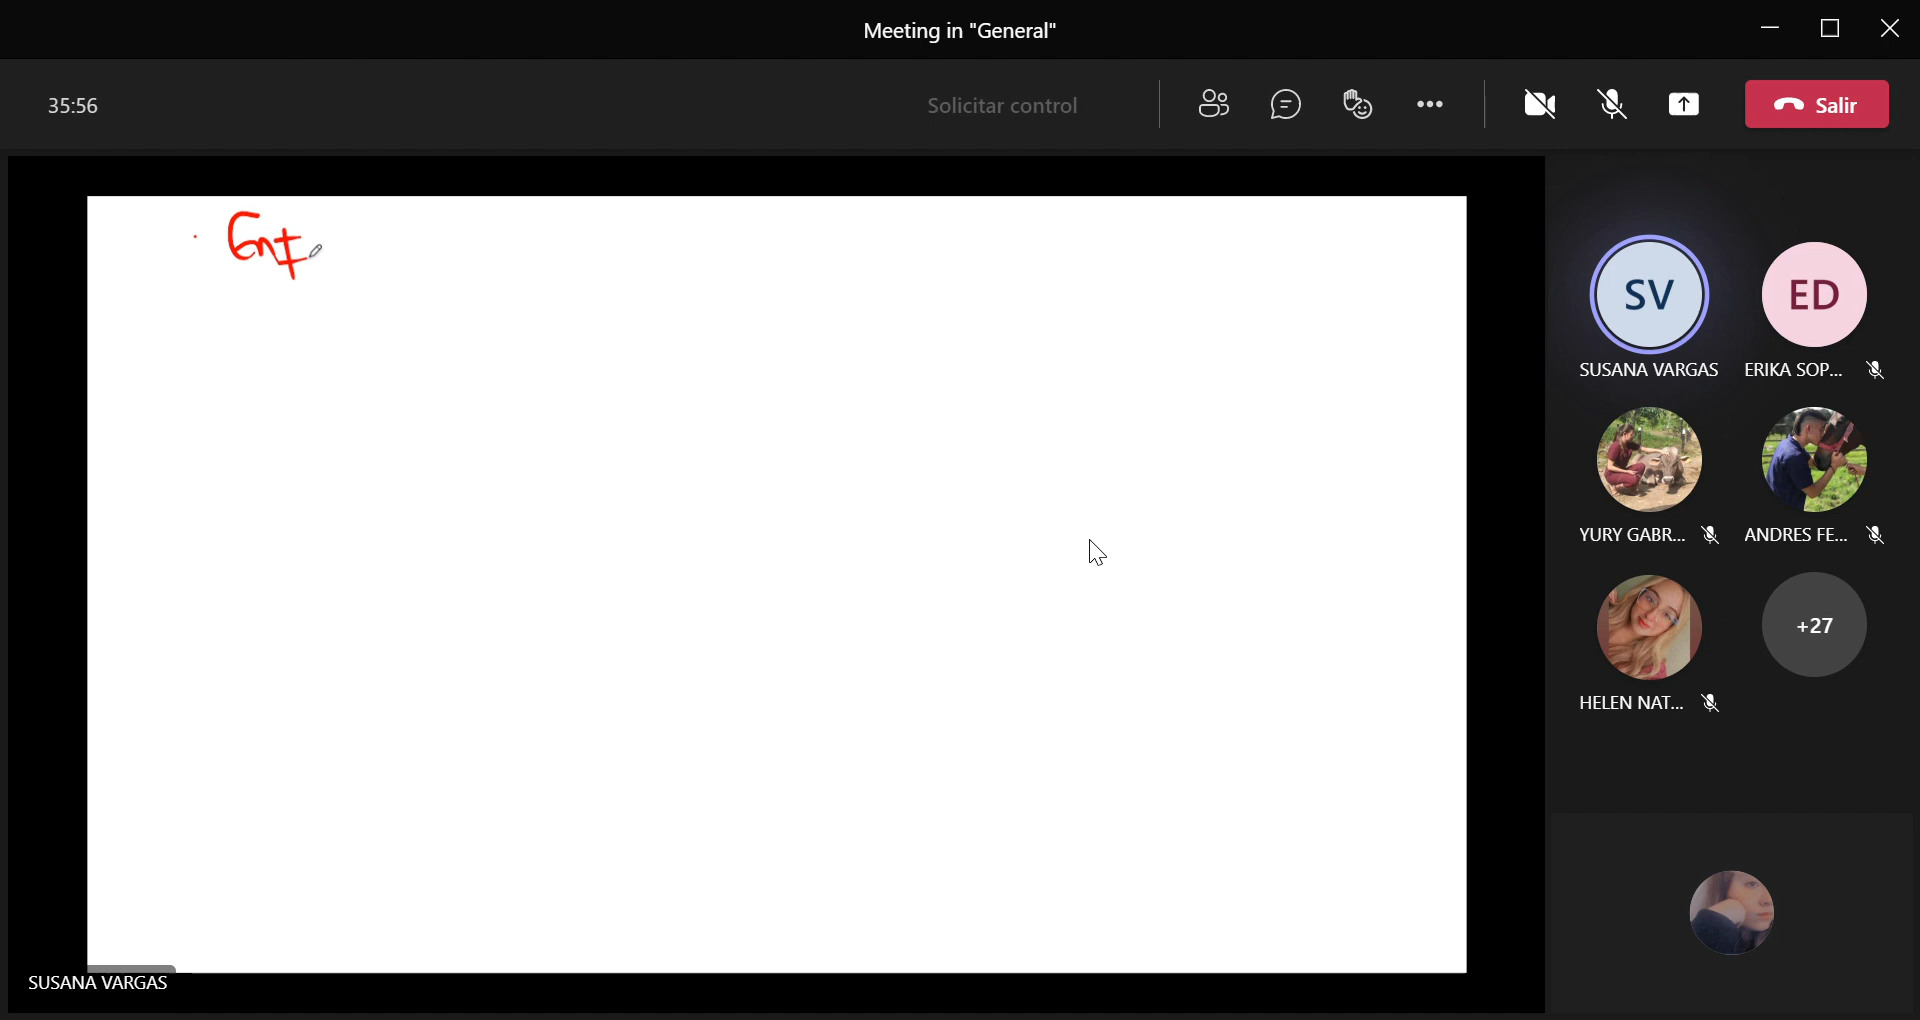 Meeting in "General"
35:56
Solicitar control
Salir
Ent
SV
ED
SUSANA VARGAS
ERIKA SOP...
YURY GABR...
ANDRES FE...
HELEN NAT...
+27
SUSANA VARGAS